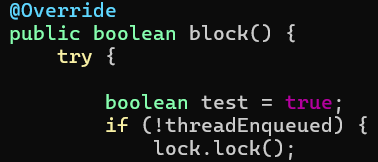 @Override
public boolean block() {
try {
boolean test = true;
if (!threadEnqueued) {
lock.lock();